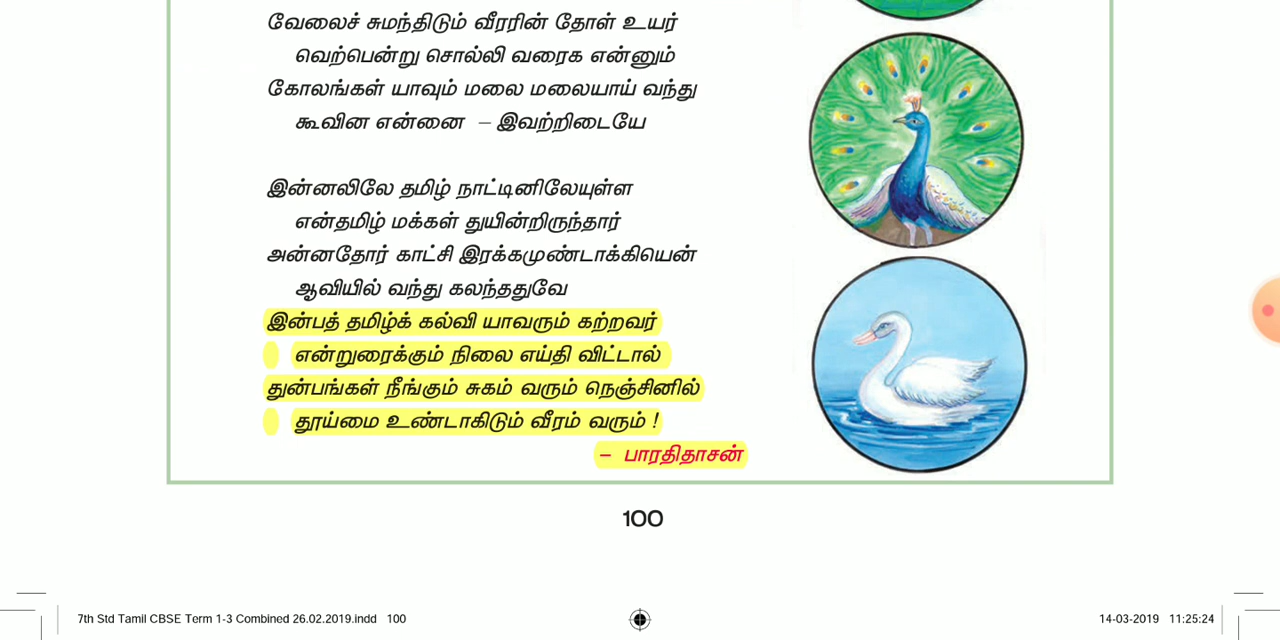 வேலைச் சுமந்திடும் வீரரின் தோள் உயர்
வெற்பென்று சொல்லி வரைக என்னும்
கோலங்கள் யாவும் மலை மலையாய் வந்து
கூவின என்னை – இவற்றிடையே
இன்னலிலே தமிழ் நாட்டினிலேயுள்ள
என்தமிழ் மக்கள் துயின்றிருந்தார்
அன்னதோர் காட்சி இரக்கமுண்டாக்கியென்
ஆவியில் வந்து கலந்ததுவே
இன்பத் தமிழ்க் கல்வி யாவரும் கற்றவர்
என்றுரைக்கும் நிலை எய்தி விட்டால்
துன்பங்கள் நீங்கும் சுகம் வரும் நெஞ்சினில்
தூய்மை உண்டாகிடும் வீரம் வரும் !
– பாரதிதாசன்
100
7th Std Tamil CBSE Term 1-3 Combined 26.02.2019.indd 100
14-03-2019 11:25:24